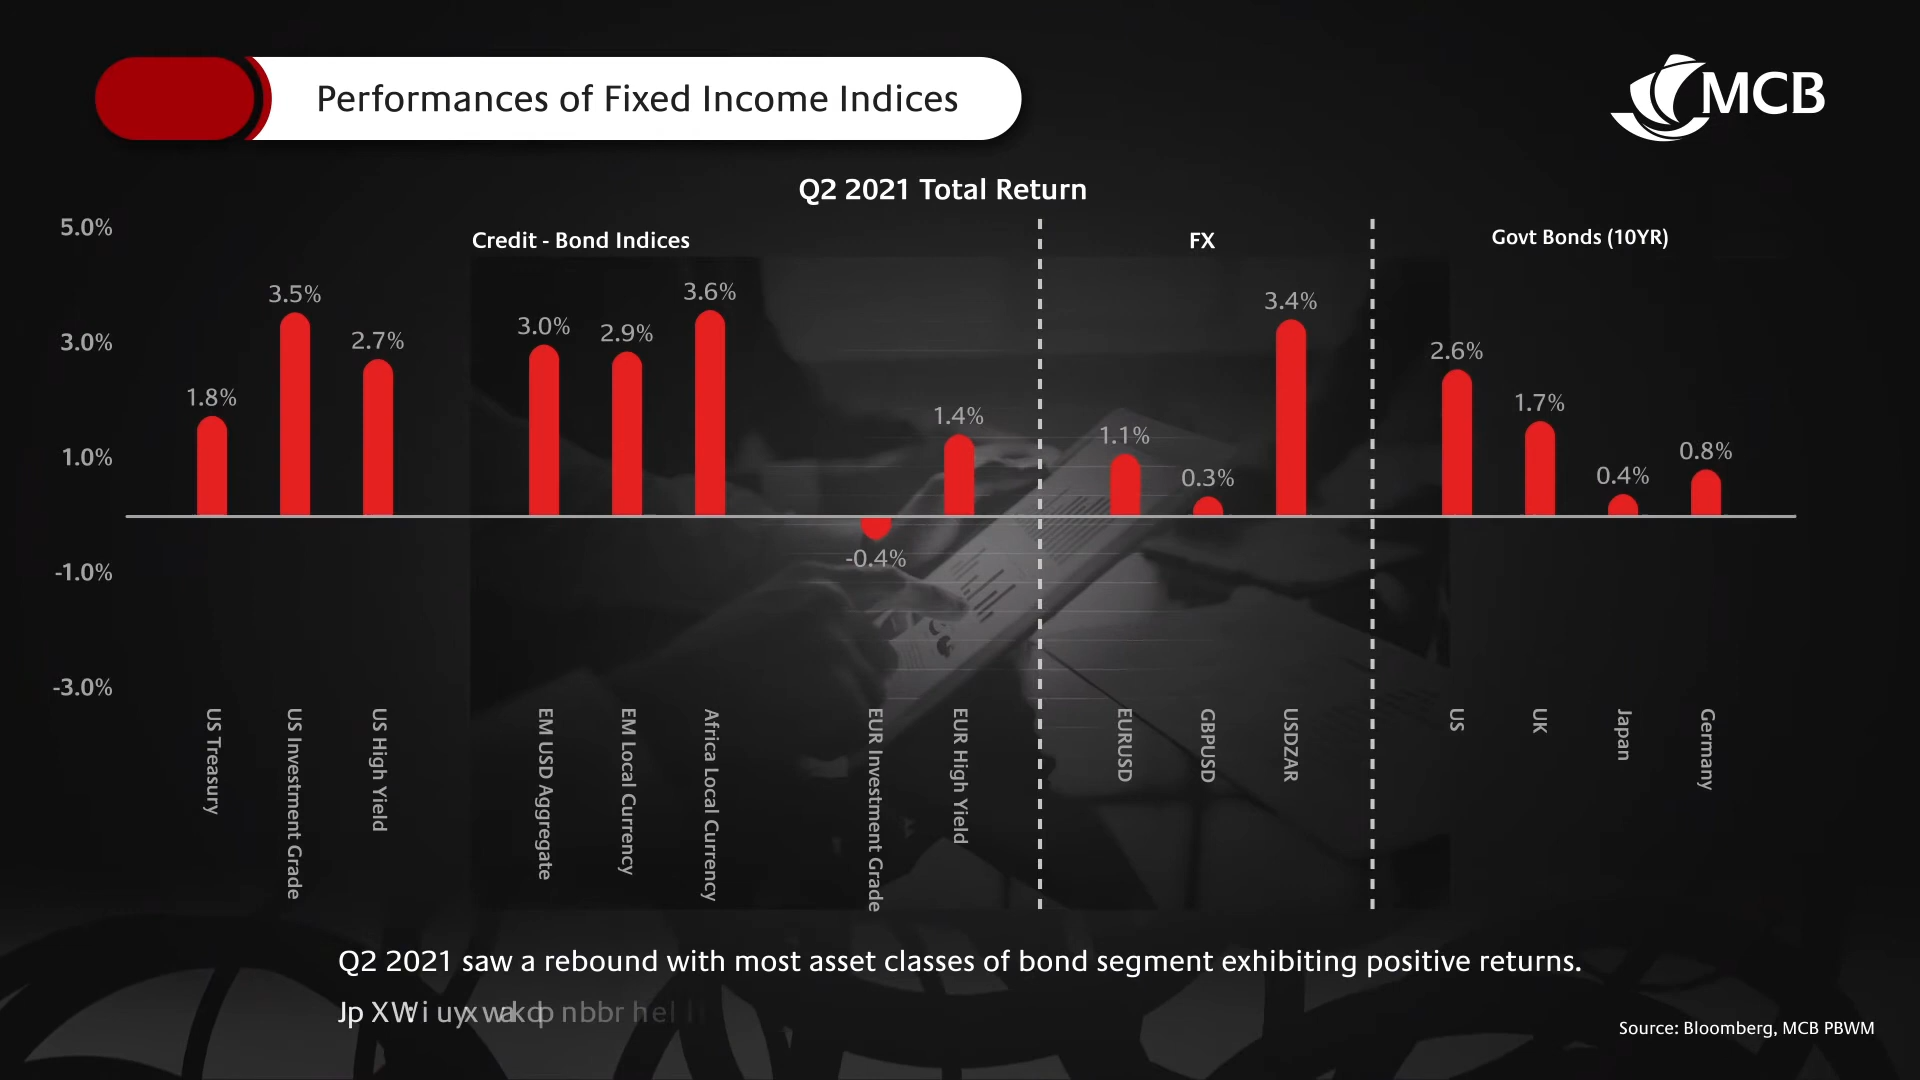 Performances of Fixed Income Indices
MCB
Q2 2021 Total Return
Credit - Bond Indices
FX
Govt Bonds (10YR)
5.0%
3.0%
1.0%
-1.0%
-3.0%
1.8%
3.5%
2.7%
3.0%
2.9%
3.6%
-0.4%
1.4%
1.1%
0.3%
3.4%
2.6%
1.7%
0.4%
0.8%
US Treasury
US Investment Grade
US High Yield
EM USD Aggregate
EM Local Currency
Africa Local Currency
EUR Investment Grade
EUR High Yield
EURUSD
GBPUSD
USDZAR
US
UK
Japan
Germany
Q2 2021 saw a rebound with most asset classes of bond segment exhibiting positive returns.
Source: Bloomberg, MCB PBWM